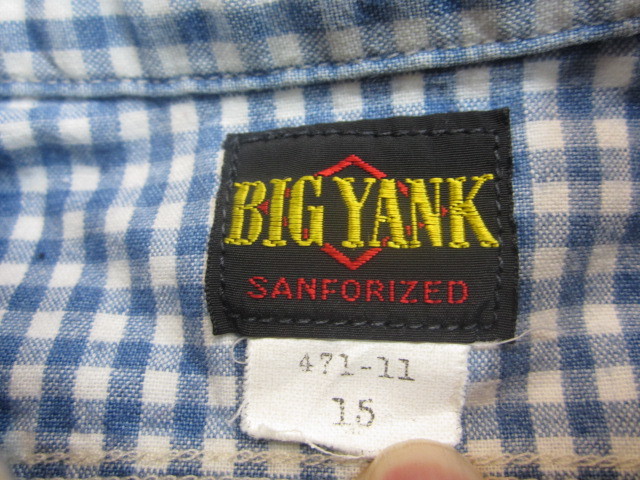 BIG YANK
SANFORIZED
471-11
15